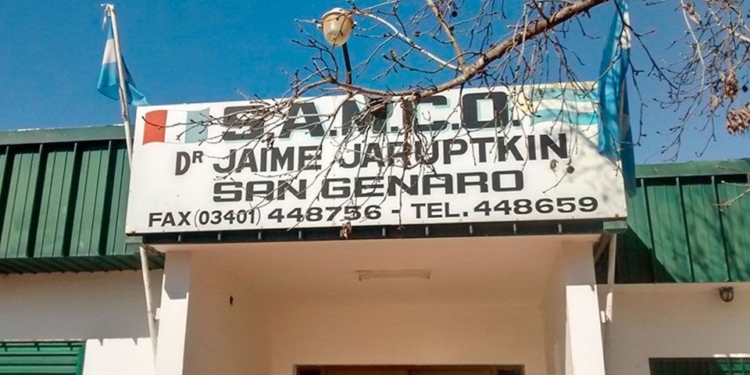 S.A.M.C.O.
DR JAIME JARUPTKIN
SAN GENARO
FAX (03401) 448756 - TEL. 448659